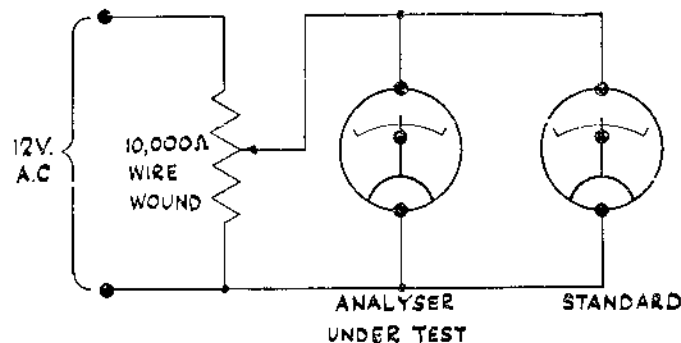 12V.
A.C
10,000Ω
WIRE
WOUND
ANALYSER
UNDER TEST
STANDARD